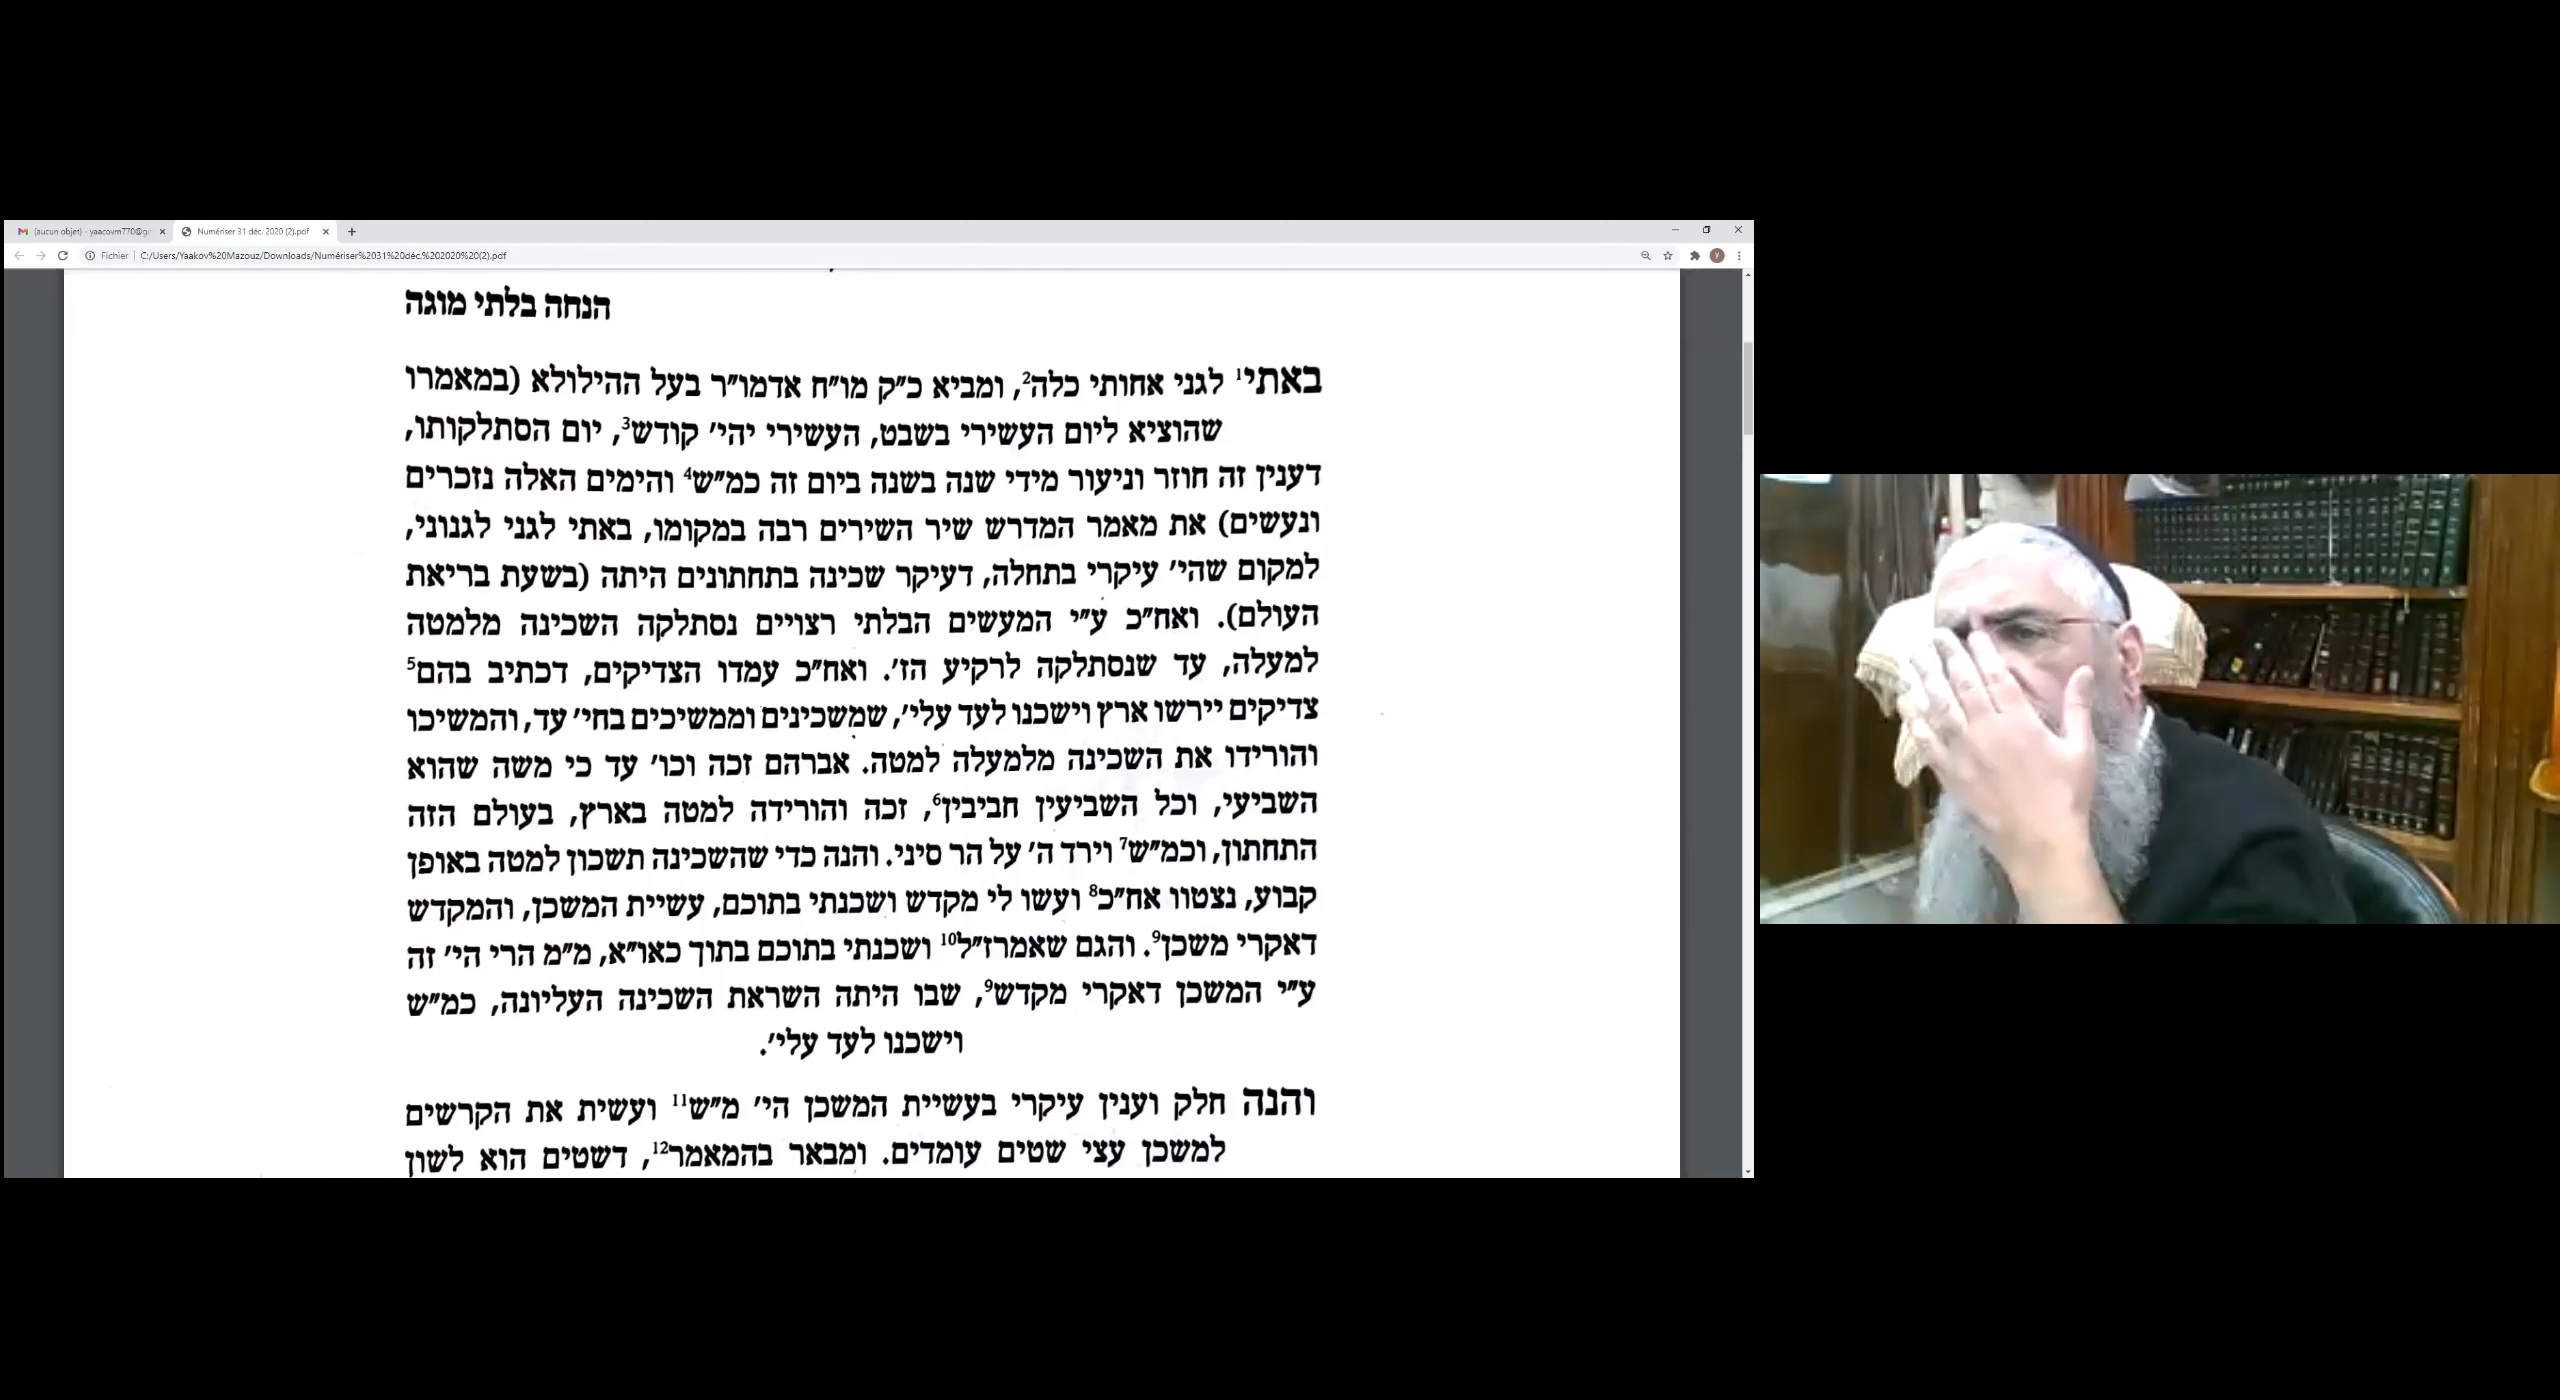 (aucun objet) - yaacovm770@gr
Numériser 31 déc. 2020 (2).pdf
Fichier
C:/Users/Yaakov%20Mazouz/Downloads/Numériser%2031%20déc.%202020%20(2).pdf
הנחה בלתי מוגה
באתי1 לגני אחותי כלה2, ומביא כ״ק מו״ח אדמו״ר בעל ההילולא (במאמרו
שהוציא ליום העשירי בשבט, העשירי יהי׳ קודש3, יום הסתלקותו,
דענין זה חוזר וניעור מידי שנה בשנה ביום זה כמ״ש4 והימים האלה נזכרים
ונעשים) את מאמר המדרש שיר השירים רבה במקומו, באתי לגני לגנוני,
למקום שהי׳ עיקרי בתחלה, דעיקר שכינה בתחתונים היתה (בשעת בריאת
העולם). ואח״כ ע״י המעשים הבלתי רצויים נסתלקה השכינה מלמטה
למעלה, עד שנסתלקה לרקיע הז׳. ואח״כ עמדו הצדיקים, דכתיב בהם5
צדיקים יירשו ארץ וישכנו לעד עלי׳, שמשכינים וממשיכים בחי׳ עד, והמשיכו
והורידו את השכינה מלמעלה למטה. אברהם זכה וכו׳ עד כי משה שהוא
השביעי, וכל השביעין חביבין6, זכה והורידה למטה בארץ, בעולם הזה
התחתון, וכמ״ש7 וירד ה׳ על הר סיני. והנה כדי שהשכינה תשכון למטה באופן
קבוע, נצטוו אח״כ8 ועשו לי מקדש ושכנתי בתוכם, עשיית המשכן, והמקדש
דאקרי משכן9. והגם שאמרז״ל10 ושכנתי בתוכם בתוך כאו״א, מ״מ הרי הי׳ זה
ע״י המשכן דאקרי מקדש9, שבו היתה השראת השכינה העליונה, כמ״ש
וישכנו לעד עלי׳.
והנה חלק וענין עיקרי בעשיית המשכן הי׳ מ״ש11 ועשית את הקרשים
למשכן עצי שטים עומדים. ומבאר בהמאמר12, דשטים הוא לשון